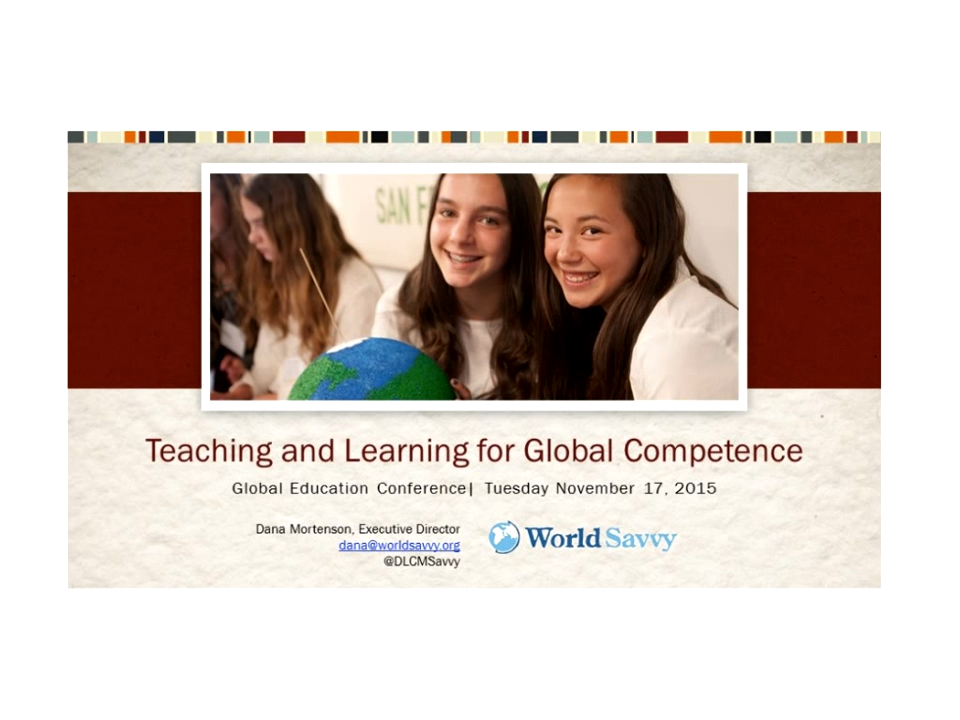 SAN F
Teaching and Learning for Global Competence
Global Education Conference| Tuesday November 17, 2015
Dana Mortenson, Executive Director
dana@worldsavvy.org
@DLCMSavvy
World Savvy